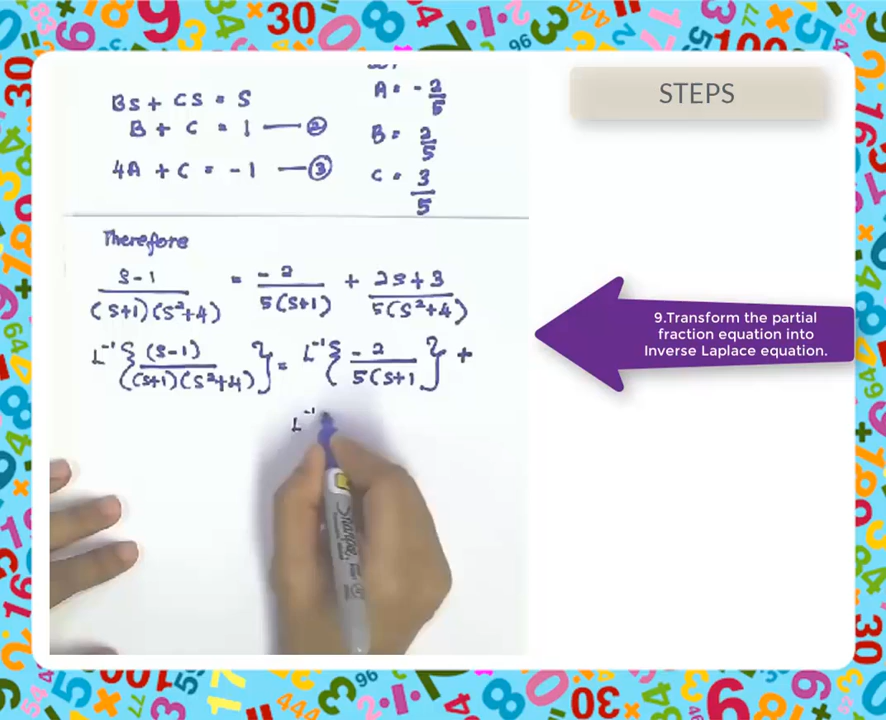 STEPS
Bs + Cs = S
B + C = 1 — ②
4A + C = -1 — ③
A = - 2/5
B = 2/5
C = 3/5
Therefore
s-1 / (s+1)(s²+4) = -2 / 5(s+1) + 2s+3 / 5(s²+4)
L⁻¹ { (s-1) / (s+1)(s²+4) } = L⁻¹ { -2 / 5(s+1 } +
L⁻¹
9.Transform the partial
fraction equation into
Inverse Laplace equation.
Sharpie